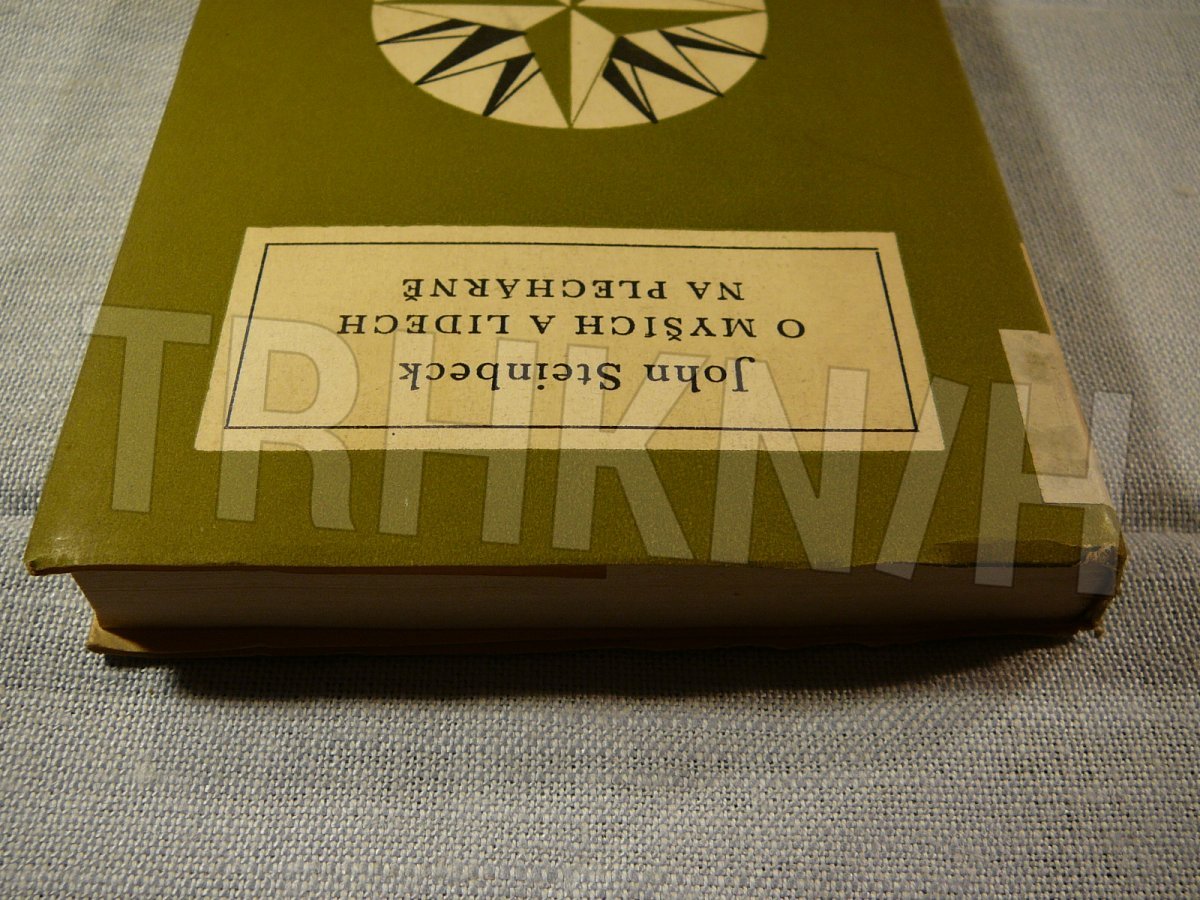 John Steinbeck
O MYŠÍCH A LIDECH
NA PLECHÁRNĚ
TRHKNIH